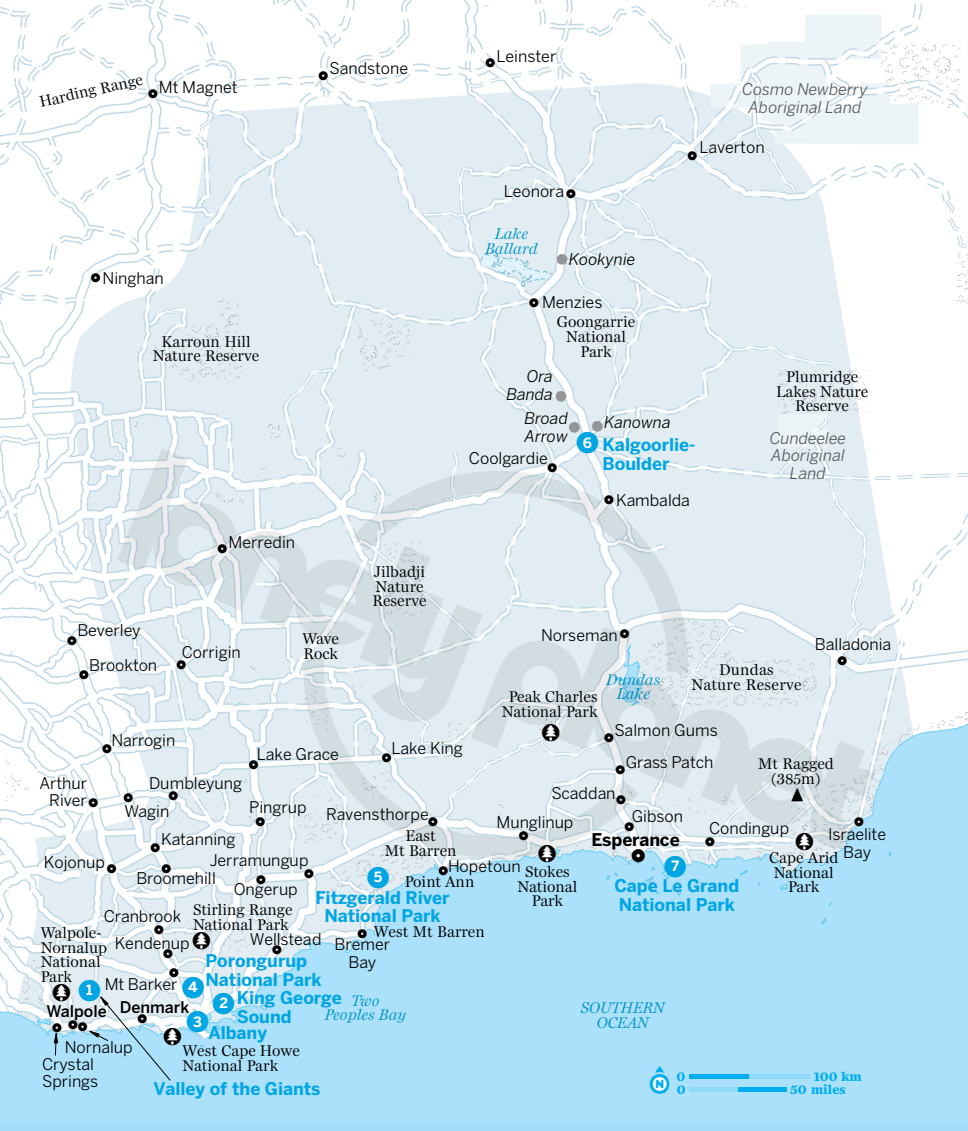 Leinster
Sandstone
Harding Range
Mt Magnet
Cosmo Newberry
Aboriginal Land
Laverton
Leonora
Lake
Ballard
Kookynie
Ninghan
Menzies
Goongarrie
National
Park
Karroun Hill
Nature Reserve
Ora
Banda
Plumridge
Lakes Nature
Reserve
Broad
Arrow
Kanowna
6
Kalgoorlie-
Boulder
Cundeelee
Aboriginal
Land
Coolgardie
Kambalda
Merredin
lonely planet
Jilbadji
Nature
Reserve
Beverley
Brookton
Corrigin
Wave
Rock
Norseman
Balladonia
Dundas
Lake
Dundas
Nature Reserve
Peak Charles
National Park
Salmon Gums
Narrogin
Lake Grace
Lake King
Grass Patch
Mt Ragged
(385m)
Arthur
River
Wagin
Dumbleyung
Scaddan
Pingrup
Ravensthorpe
Munglinup
Gibson
Esperance
Condingup
Israelite
Bay
East
Mt Barren
Katanning
Kojonup
Broomehill
Jerramungup
Ongerup
Hopetoun
Point Ann
Stokes
National
Park
7
Cape Le Grand
National Park
Cape Arid
National
Park
5
Fitzgerald River
National Park
West Mt Barren
Cranbrook
Kendenup
Stirling Range
National Park
Wellstead
Bremer
Bay
Walpole-
Nornalup
National
Park
1
Mt Barker
4
Porongurup
National Park
2
King George
Sound
Two
Peoples Bay
SOUTHERN
OCEAN
Walpole
Denmark
3
Albany
Nornalup
Crystal
Springs
West Cape Howe
National Park
Valley of the Giants
N
0
100 km
0
50 miles